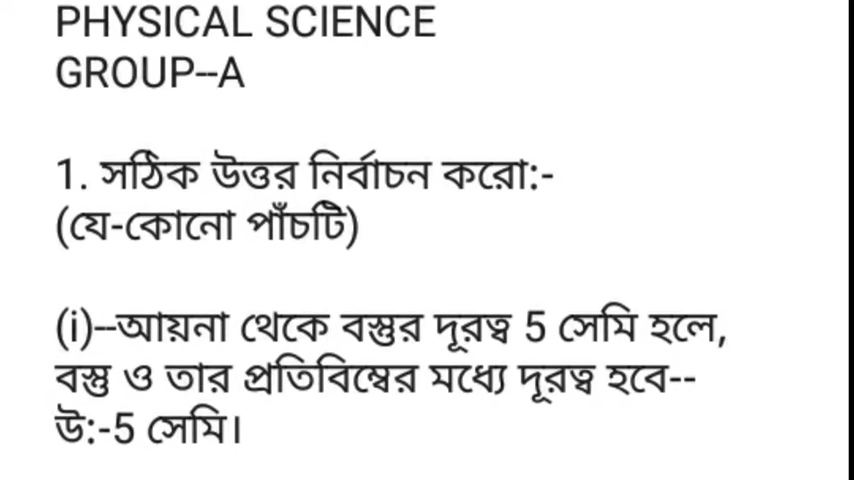 PHYSICAL SCIENCE
GROUP--A
1. সঠিক উত্তর নির্বাচন করো:-
(যে-কোনো পাঁচটি)
(i)--আয়না থেকে বস্তুর দূরত্ব 5 সেমি হলে,
বস্তু ও তার প্রতিবিম্বের মধ্যে দূরত্ব হবে--
উ:-5 সেমি।